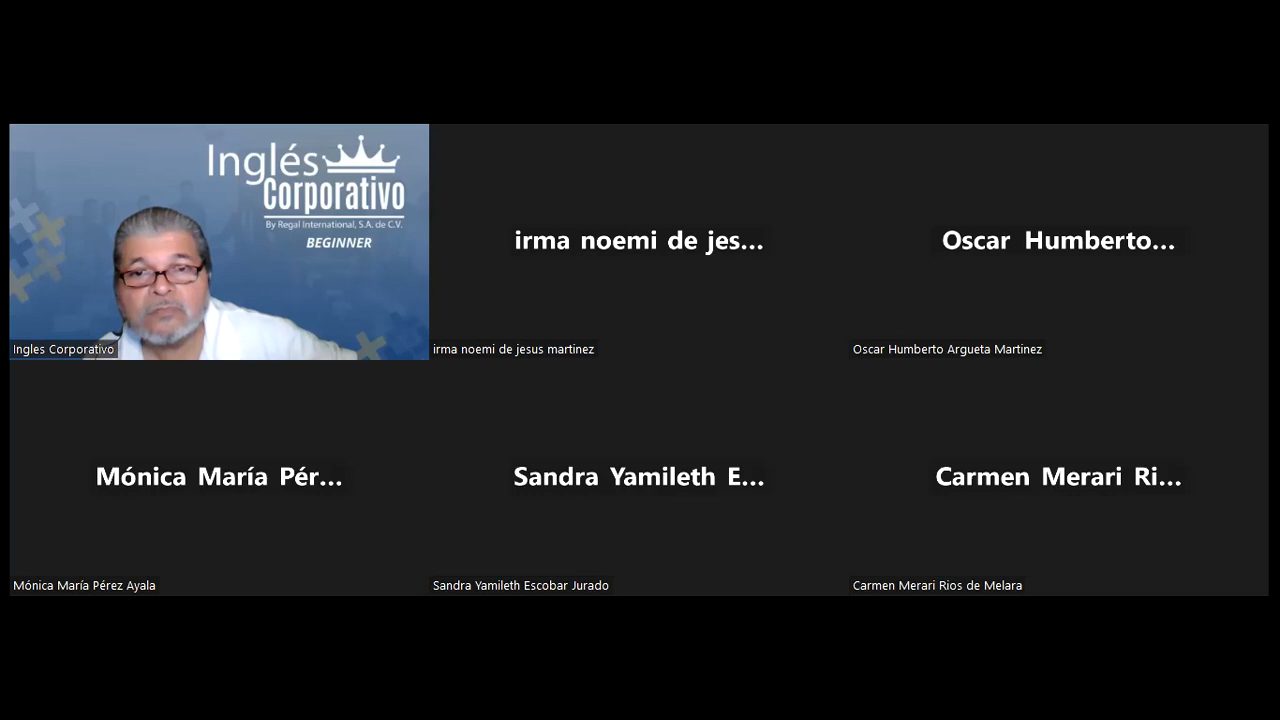 Inglés
Corporativo
By Regal International, S.A. de C.V.
BEGINNER
Ingles Corporativo
irma noemi de jes...
irma noemi de jesus martinez
Oscar Humberto...
Oscar Humberto Argueta Martinez
Mónica María Pér...
Mónica María Pérez Ayala
Sandra Yamileth E...
Sandra Yamileth Escobar Jurado
Carmen Merari Ri...
Carmen Merari Rios de Melara